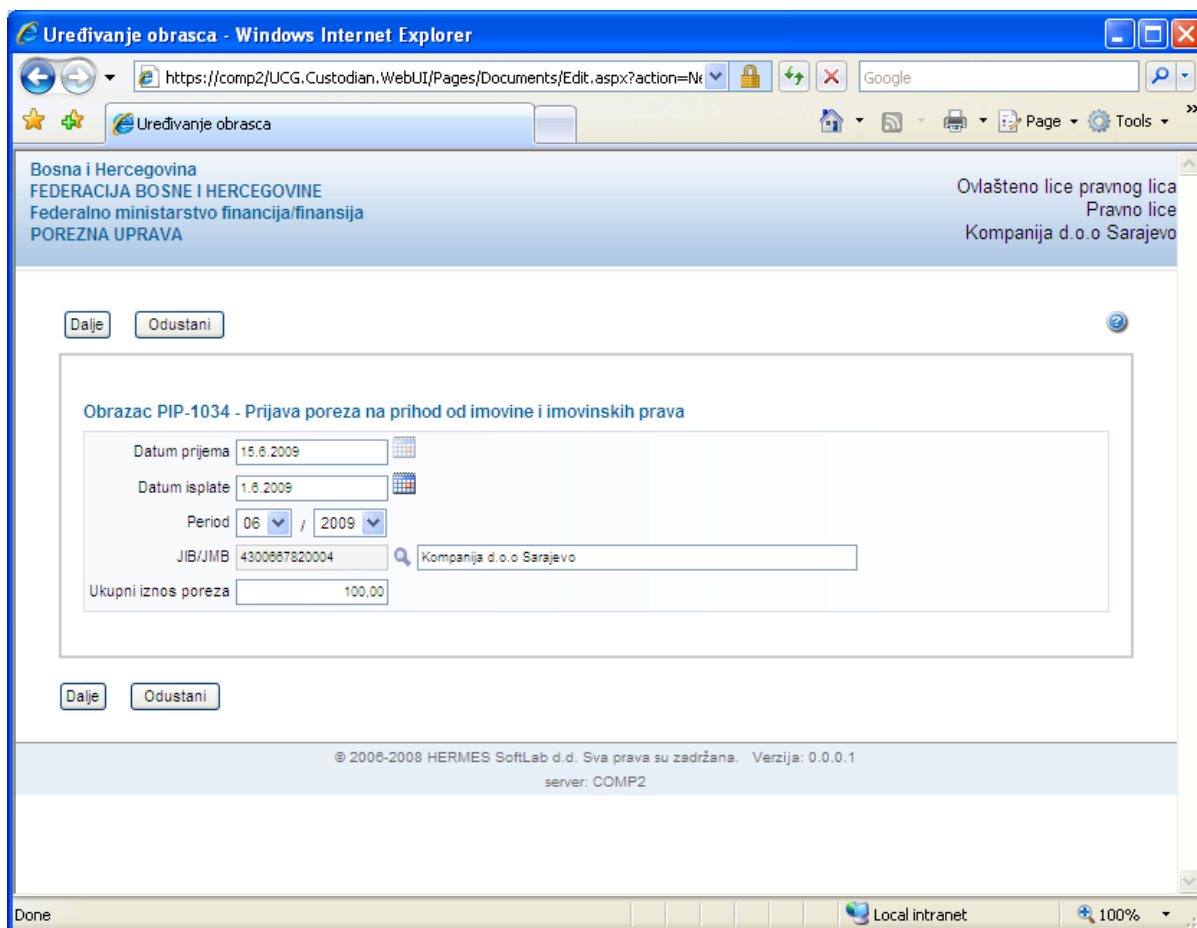 Uređivanje obrasca - Windows Internet Explorer
https://comp2/UCG.Custodian.WebUI/Pages/Documents/Edit.aspx?action=Ne
Google
Uređivanje obrasca
Page
Tools
»
Bosna i Hercegovina
FEDERACIJA BOSNE I HERCEGOVINE
Federalno ministarstvo financija/finansija
POREZNA UPRAVA
Ovlašteno lice pravnog lica
Pravno lice
Kompanija d.o.o Sarajevo
Dalje Odustani
Obrazac PIP-1034 - Prijava poreza na prihod od imovine i imovinskih prava
Datum prijema 15.6.2009
Datum isplate 1.6.2009
Period 06 / 2009
JIB/JMB 4300667820004 Kompanija d.o.o Sarajevo
Ukupni iznos poreza 100,00
Dalje Odustani
© 2006-2008 HERMES SoftLab d.d. Sva prava su zadržana. Verzija: 0.0.0.1
server: COMP2
Done Local intranet 100%